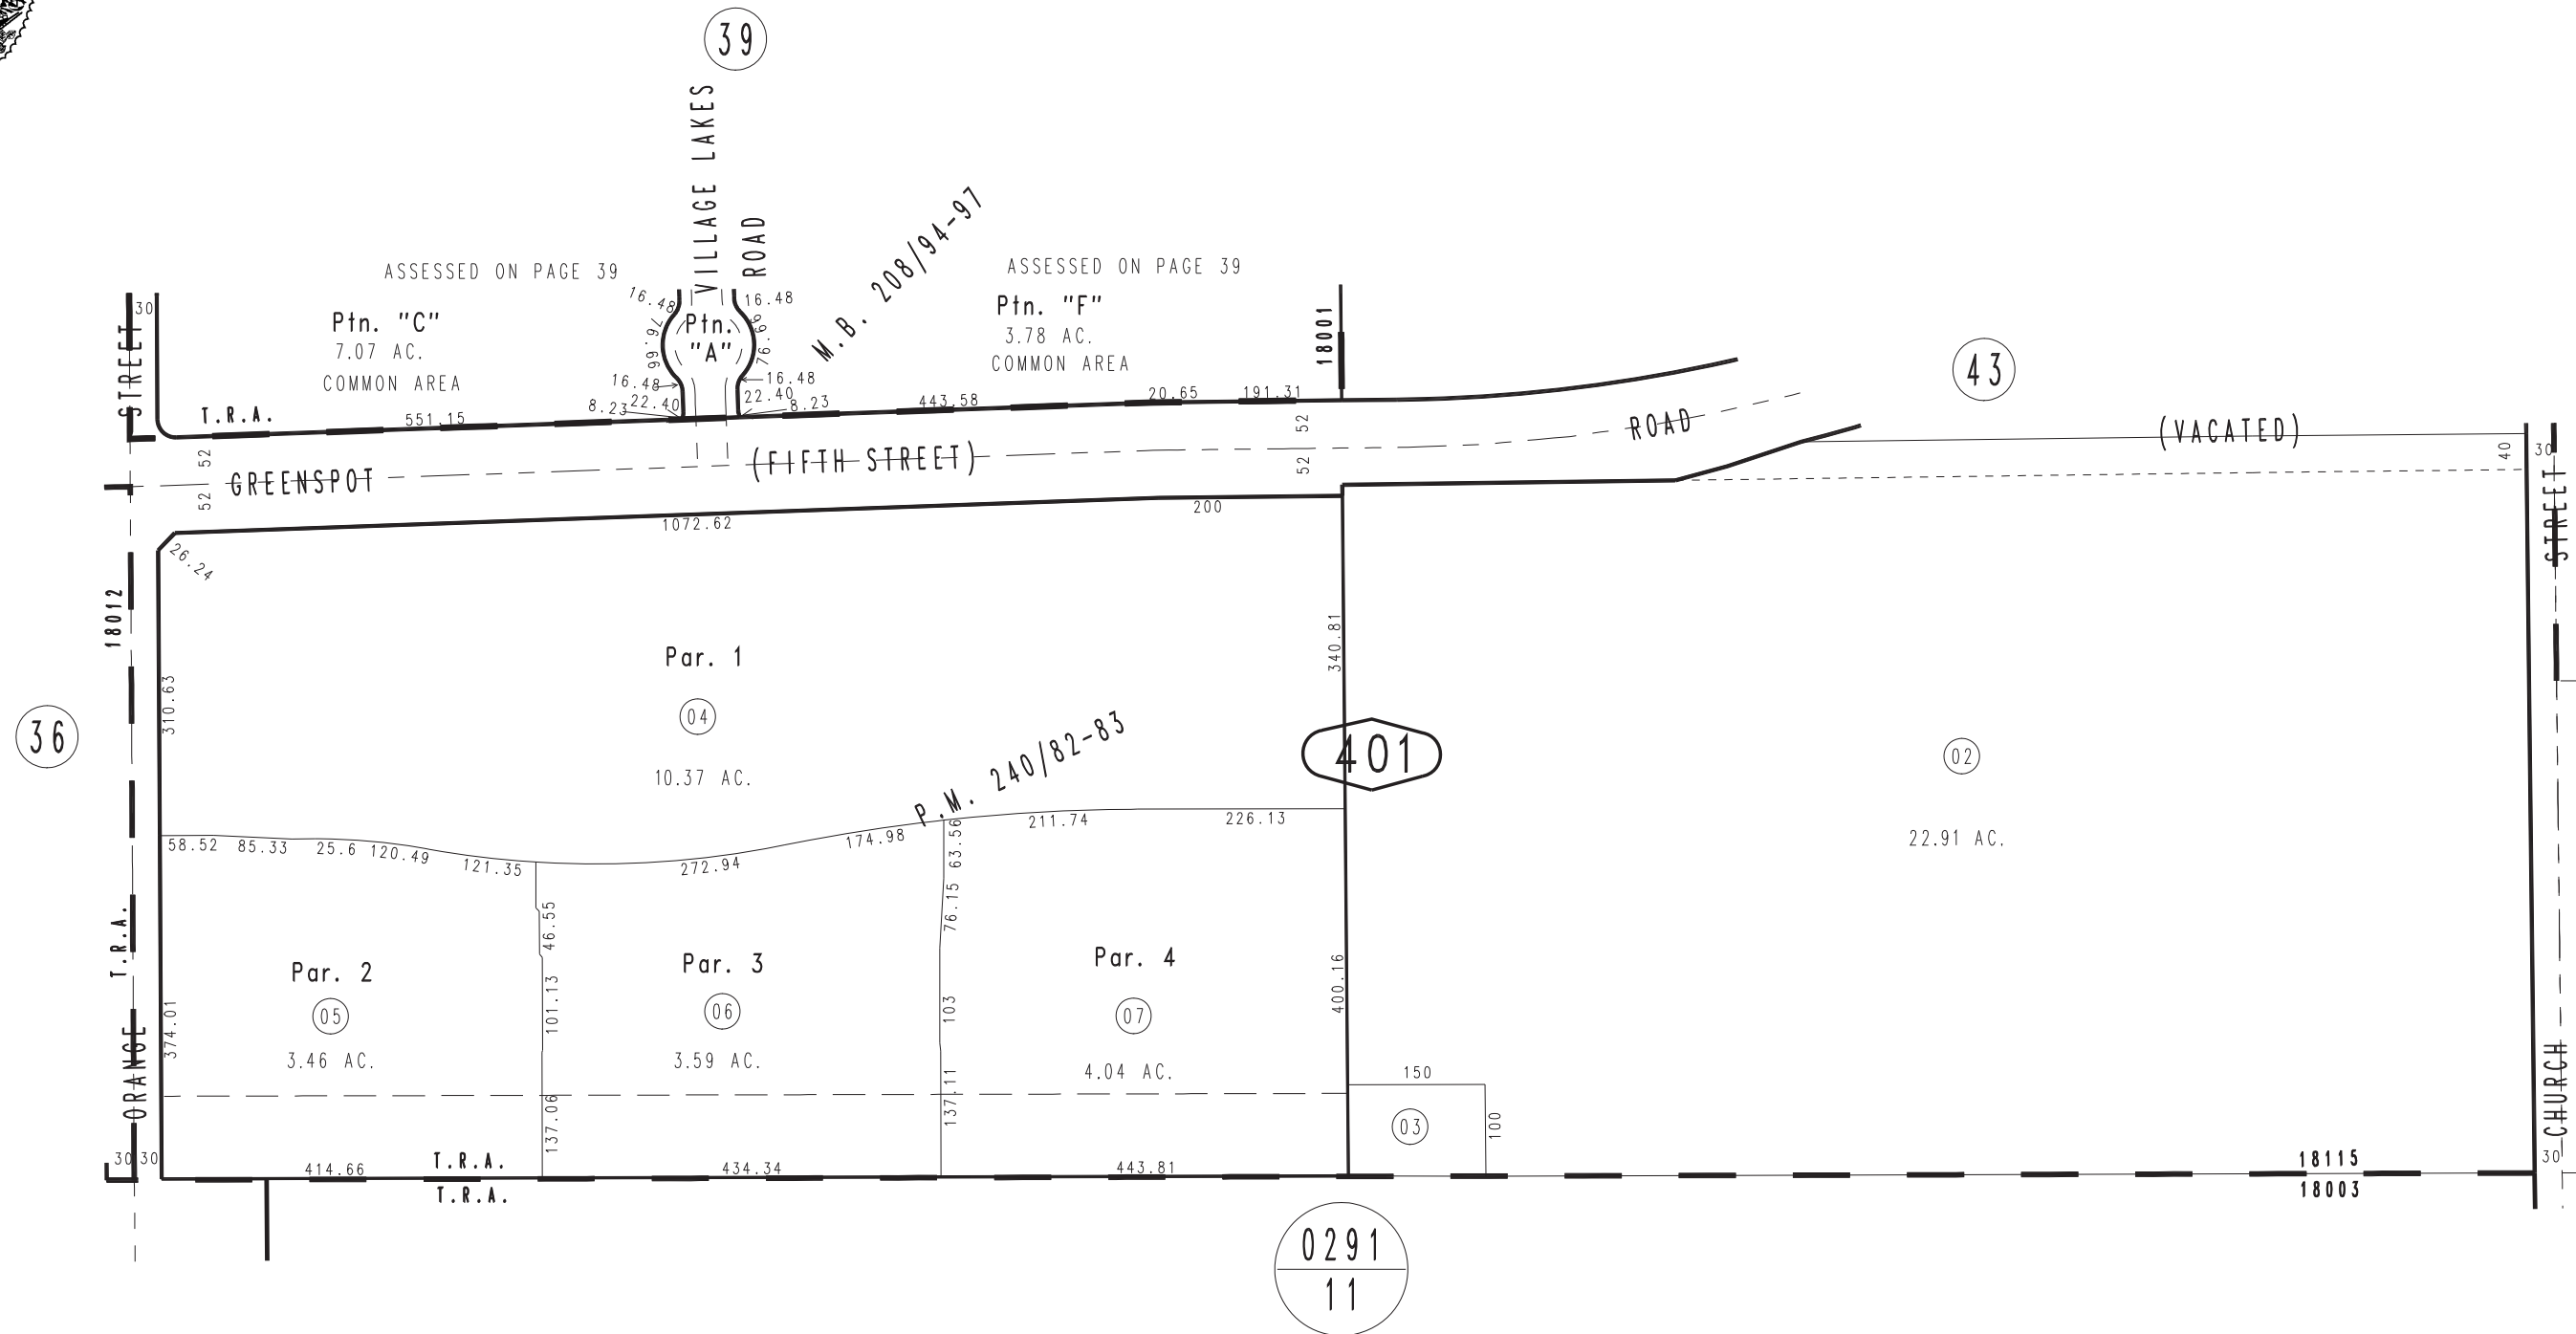 39
VILLAGE LAKES
ROAD
M.B. 208/94-97
ASSESSED ON PAGE 39
Ptn. "C"
7.07 AC.
COMMON AREA
ASSESSED ON PAGE 39
Ptn. "F"
3.78 AC.
COMMON AREA
16.48
16.48
76.99
76.99
Ptn.
"A"
16.48
16.48
22.40
22.40
8.23
8.23
30
STREET
T.R.A.
551.15
443.58
20.65
191.31
18001
43
52
52
52
52
GREENSPOT
(FIFTH STREET)
ROAD
(VACATED)
40
30
STREET
1072.62
200
26.24
18012
310.63
340.81
Par. 1
04
10.37 AC.
P.M. 240/82-83
36
401
02
22.91 AC.
58.52
85.33
25.6
120.49
121.35
272.94
174.98
211.74
226.13
63.56
76.15
103
137.11
46.55
101.13
137.06
T.R.A.
ORANGE
374.01
400.16
Par. 2
05
3.46 AC.
Par. 3
06
3.59 AC.
Par. 4
07
4.04 AC.
150
03
100
CHURCH
30
30
30
414.66
T.R.A.
T.R.A.
434.34
443.81
18115
18003
0291
11